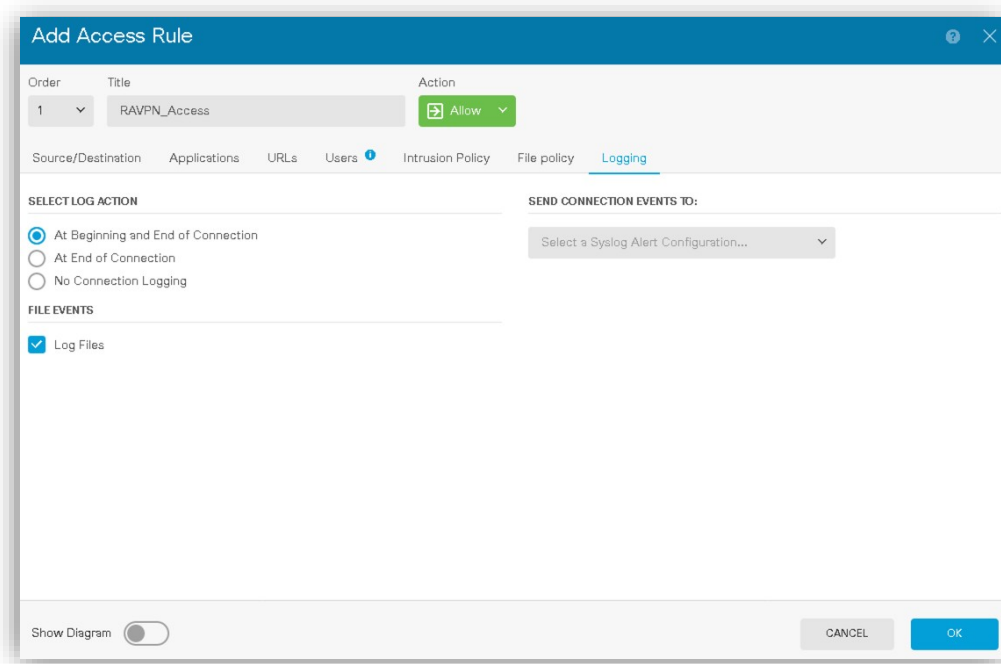 Add Access Rule
Order Title Action
1 RAVPN_Access Allow
Source/Destination Applications URLs Users Intrusion Policy File policy Logging
SELECT LOG ACTION
SEND CONNECTION EVENTS TO:
At Beginning and End of Connection
Select a Syslog Alert Configuration...
At End of Connection
No Connection Logging
FILE EVENTS
Log Files
Show Diagram
CANCEL OK